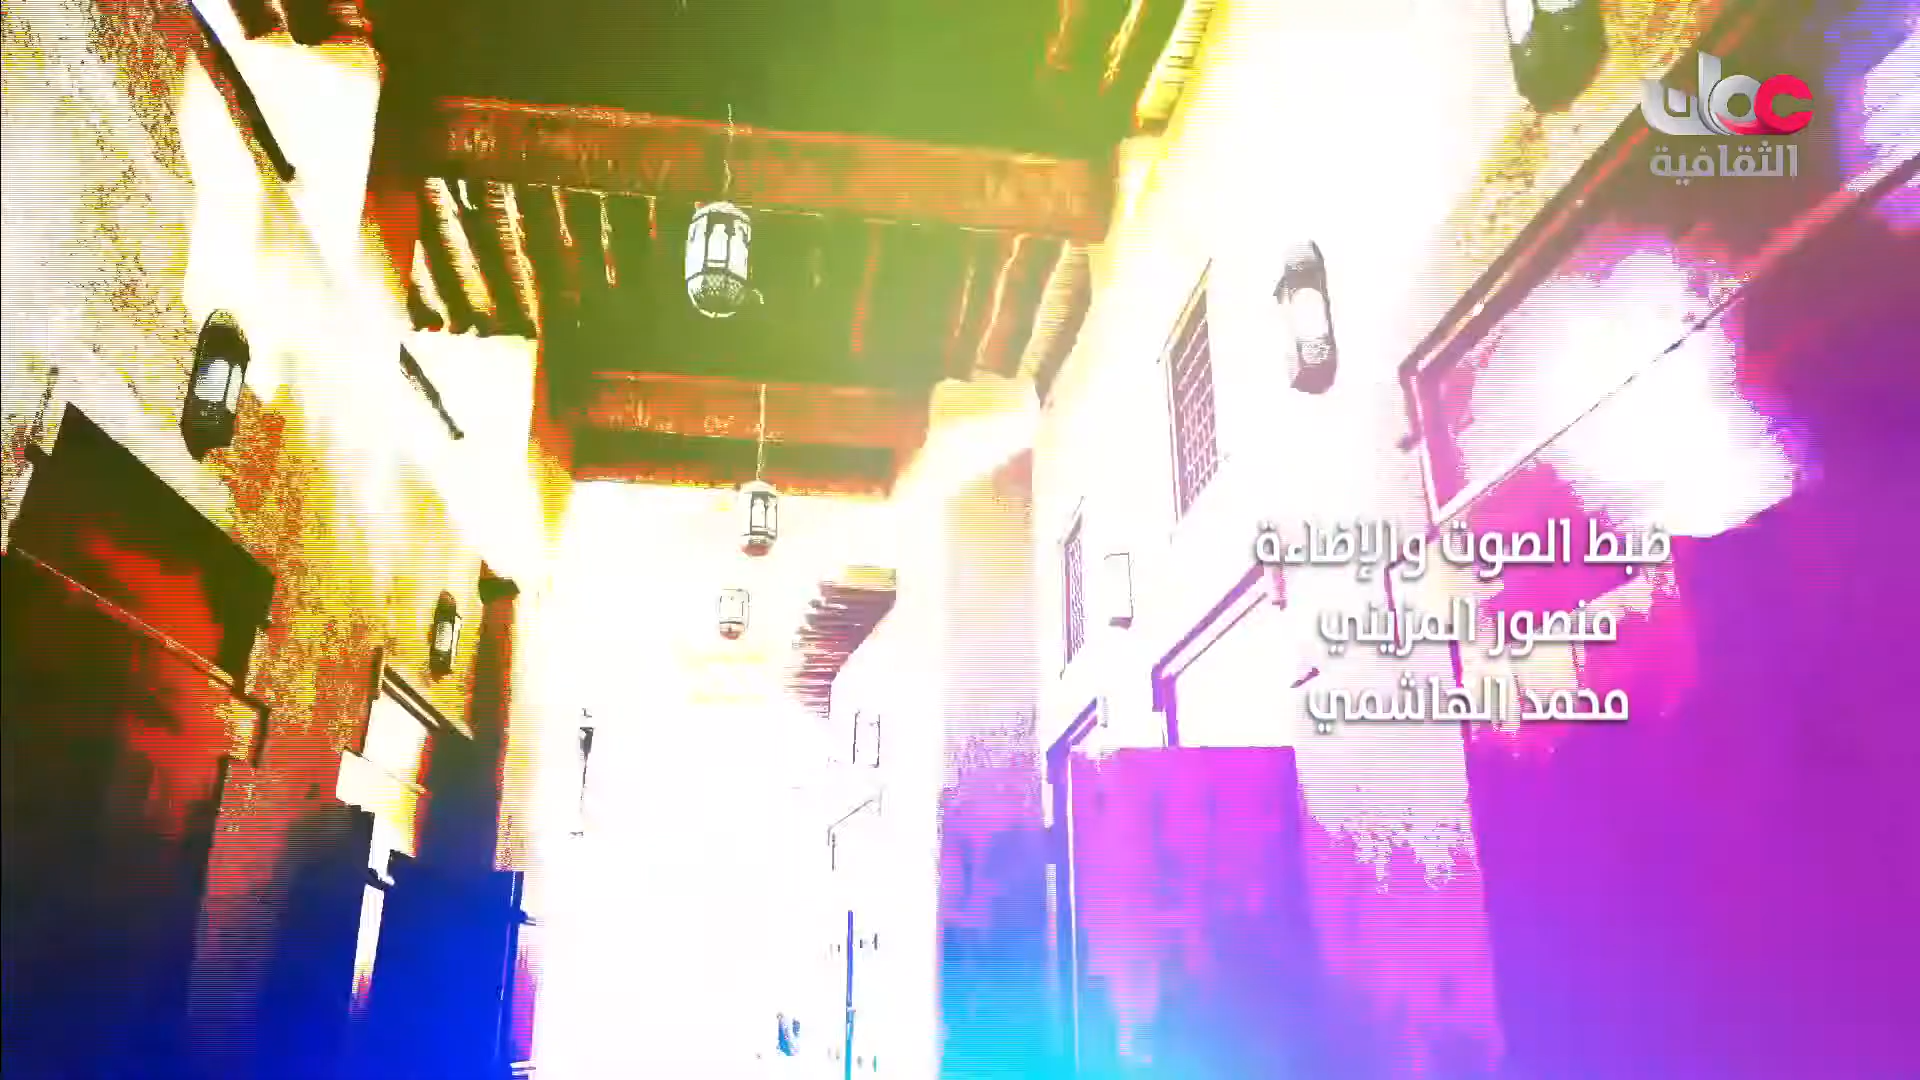 عمان
الثقافية
ضبط الصوت والإضاءة
منصور المزيني
محمد الهاشمي